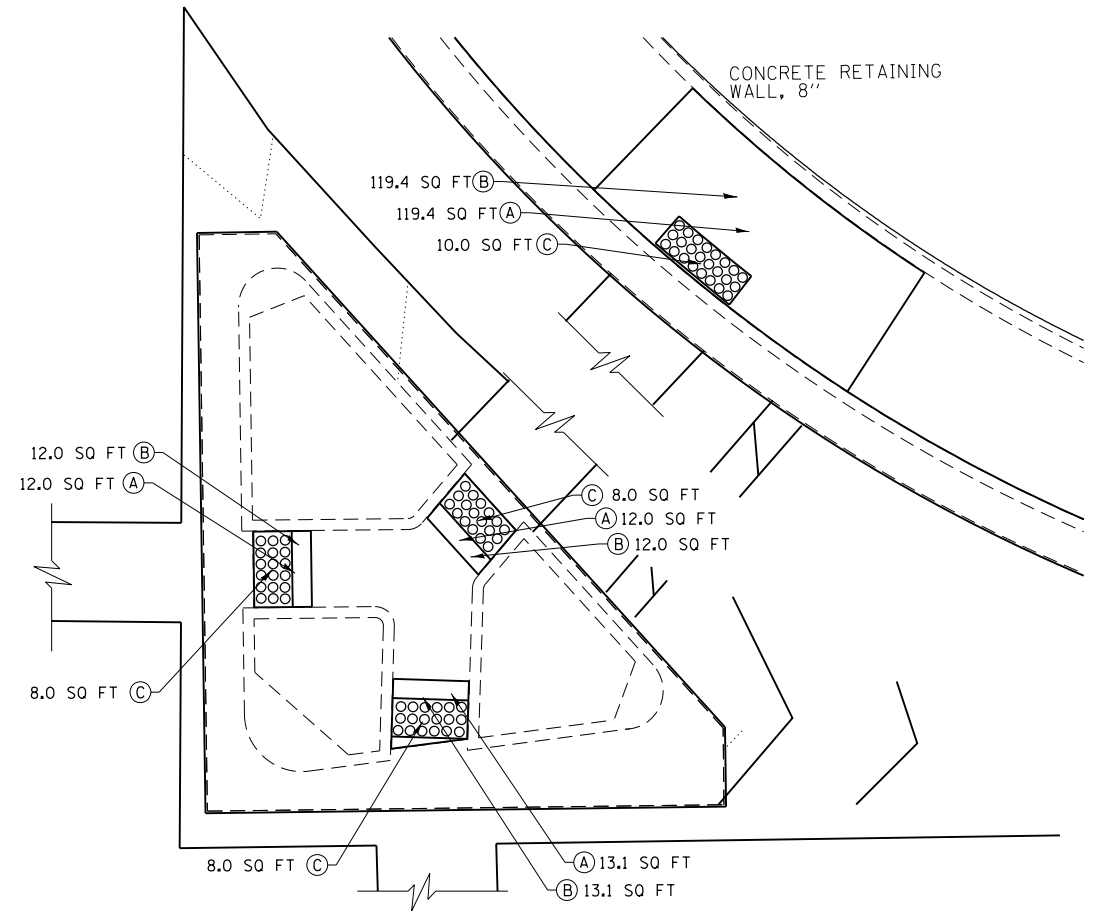 CONCRETE RETAINING
WALL, 8''
119.4 SQ FT B
119.4 SQ FT A
10.0 SQ FT C
12.0 SQ FT B
12.0 SQ FT A
C 8.0 SQ FT
A 12.0 SQ FT
B 12.0 SQ FT
8.0 SQ FT C
8.0 SQ FT C
A 13.1 SQ FT
B 13.1 SQ FT